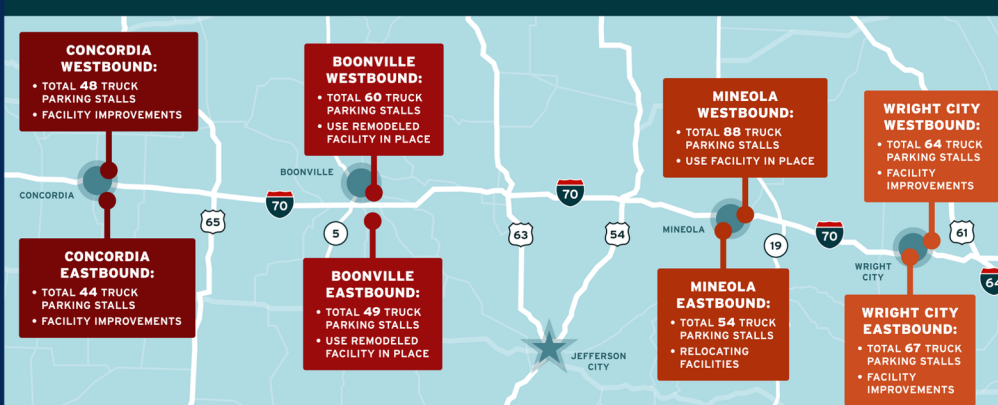 CONCORDIA
WESTBOUND:
• TOTAL 48 TRUCK
PARKING STALLS
• FACILITY IMPROVEMENTS
BOONVILLE
WESTBOUND:
• TOTAL 60 TRUCK
PARKING STALLS
• USE REMODELED
FACILITY IN PLACE
MINEOLA
WESTBOUND:
• TOTAL 88 TRUCK
PARKING STALLS
• USE FACILITY IN PLACE
WRIGHT CITY
WESTBOUND:
• TOTAL 64 TRUCK
PARKING STALLS
• FACILITY
IMPROVEMENTS
CONCORDIA
BOONVILLE
MINEOLA
WRIGHT
CITY
JEFFERSON
CITY
65
70
5
63
70
54
19
70
61
64
CONCORDIA
EASTBOUND:
• TOTAL 44 TRUCK
PARKING STALLS
• FACILITY IMPROVEMENTS
BOONVILLE
EASTBOUND:
• TOTAL 49 TRUCK
PARKING STALLS
• USE REMODELED
FACILITY IN PLACE
MINEOLA
EASTBOUND:
• TOTAL 54 TRUCK
PARKING STALLS
• RELOCATING
FACILITIES
WRIGHT CITY
EASTBOUND:
• TOTAL 67 TRUCK
PARKING STALLS
• FACILITY
IMPROVEMENTS